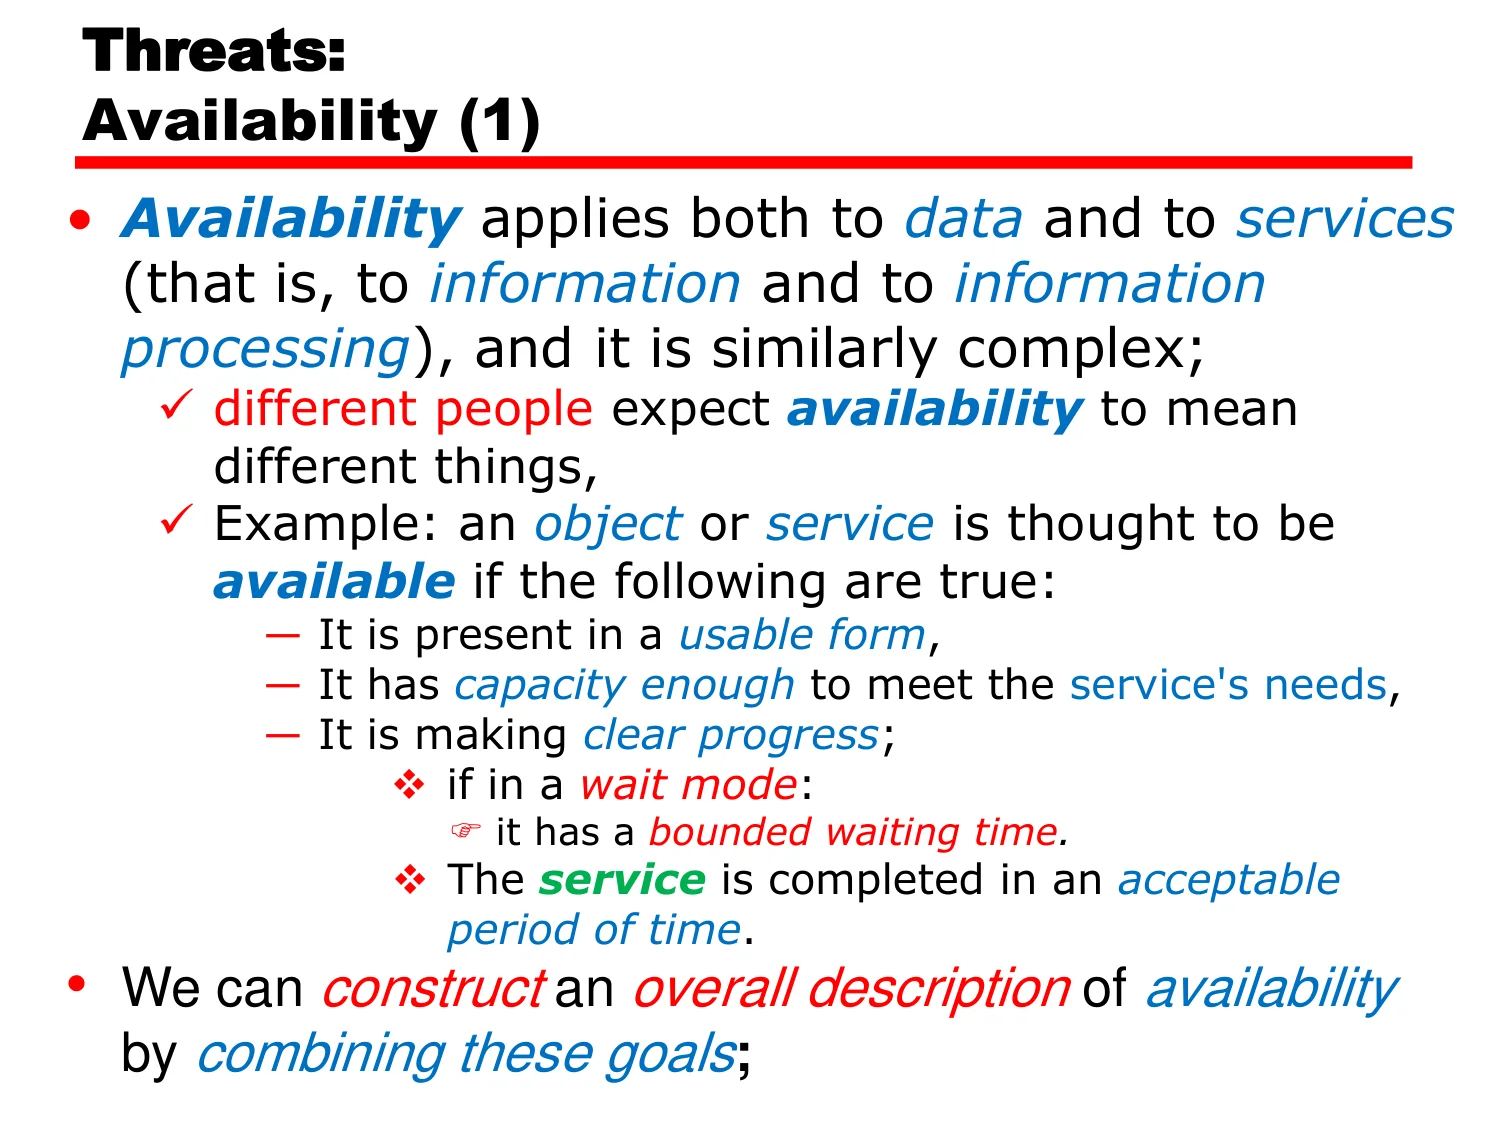 Threats:
Availability (1)
• Availability applies both to data and to services
(that is, to information and to information
processing), and it is similarly complex;
✓ different people expect availability to mean
different things,
✓ Example: an object or service is thought to be
available if the following are true:
— It is present in a usable form,
— It has capacity enough to meet the service's needs,
— It is making clear progress;
❖ if in a wait mode:
☞ it has a bounded waiting time.
❖ The service is completed in an acceptable
period of time.
• We can construct an overall description of availability
by combining these goals;